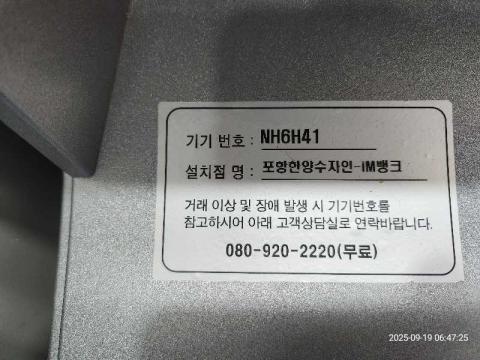 기기 번호 : NH6H41
설치점 명 : 포항한양수자인-iM뱅크
거래 이상 및 장애 발생 시 기기번호를
참고하시어 아래 고객상담실로 연락바랍니다.
080-920-2220(무료)
2025-09-19 06:47:25